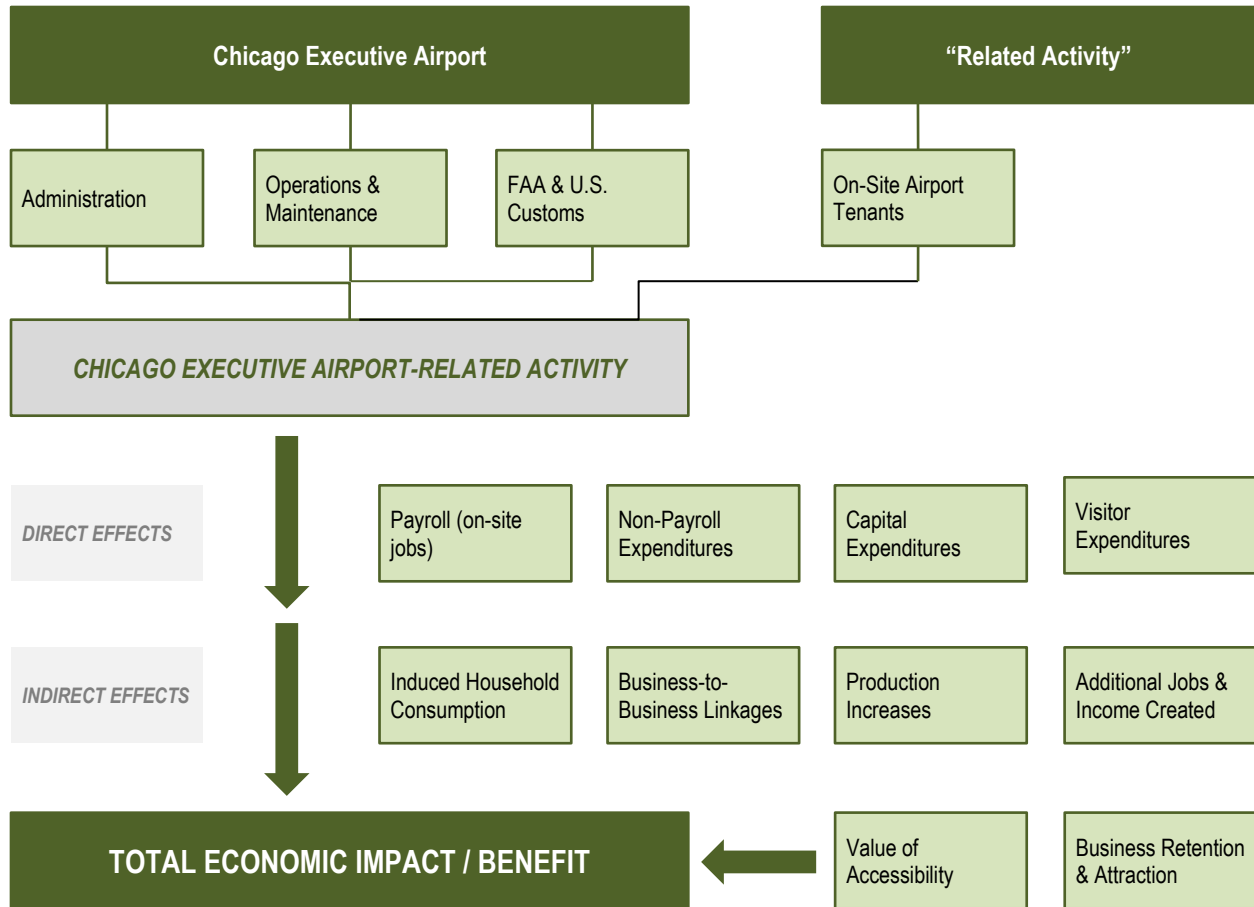 Chicago Executive Airport
“Related Activity”
Administration
Operations &
Maintenance
FAA & U.S.
Customs
On-Site Airport
Tenants
CHICAGO EXECUTIVE AIRPORT-RELATED ACTIVITY
DIRECT EFFECTS
Payroll (on-site
jobs)
Non-Payroll
Expenditures
Capital
Expenditures
Visitor
Expenditures
INDIRECT EFFECTS
Induced Household
Consumption
Business-to-
Business Linkages
Production
Increases
Additional Jobs &
Income Created
TOTAL ECONOMIC IMPACT / BENEFIT
Value of
Accessibility
Business Retention
& Attraction